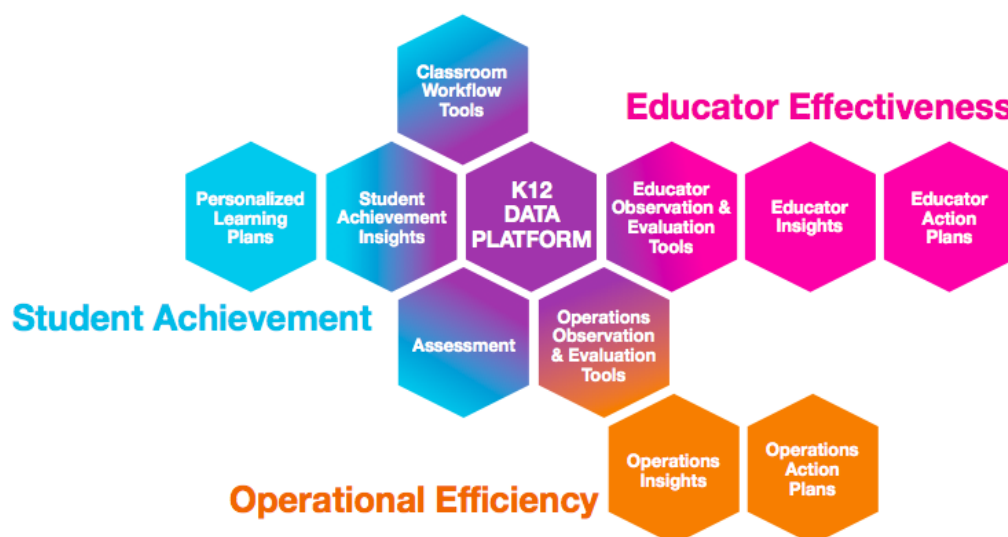 Classroom
Workflow
Tools
Educator Effectiveness
Personalized
Learning
Plans
Student
Achievement
Insights
K12
DATA
PLATFORM
Educator
Observation &
Evaluation
Tools
Educator
Insights
Educator
Action
Plans
Student Achievement
Assessment
Operations
Observation
& Evaluation
Tools
Operational Efficiency
Operations
Insights
Operations
Action
Plans